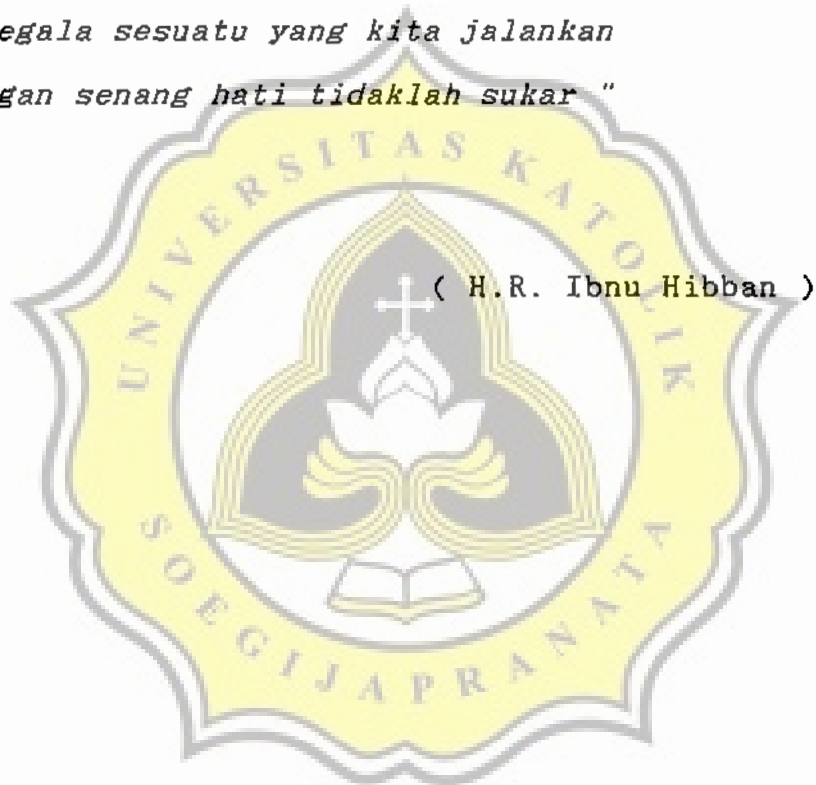 egala sesuatu yang kita jalankan
gan senang hati tidaklah sukar "
( H.R. Ibnu Hibban )
UNIVERSITAS KATOLIK
SOEGIJAPRANATA